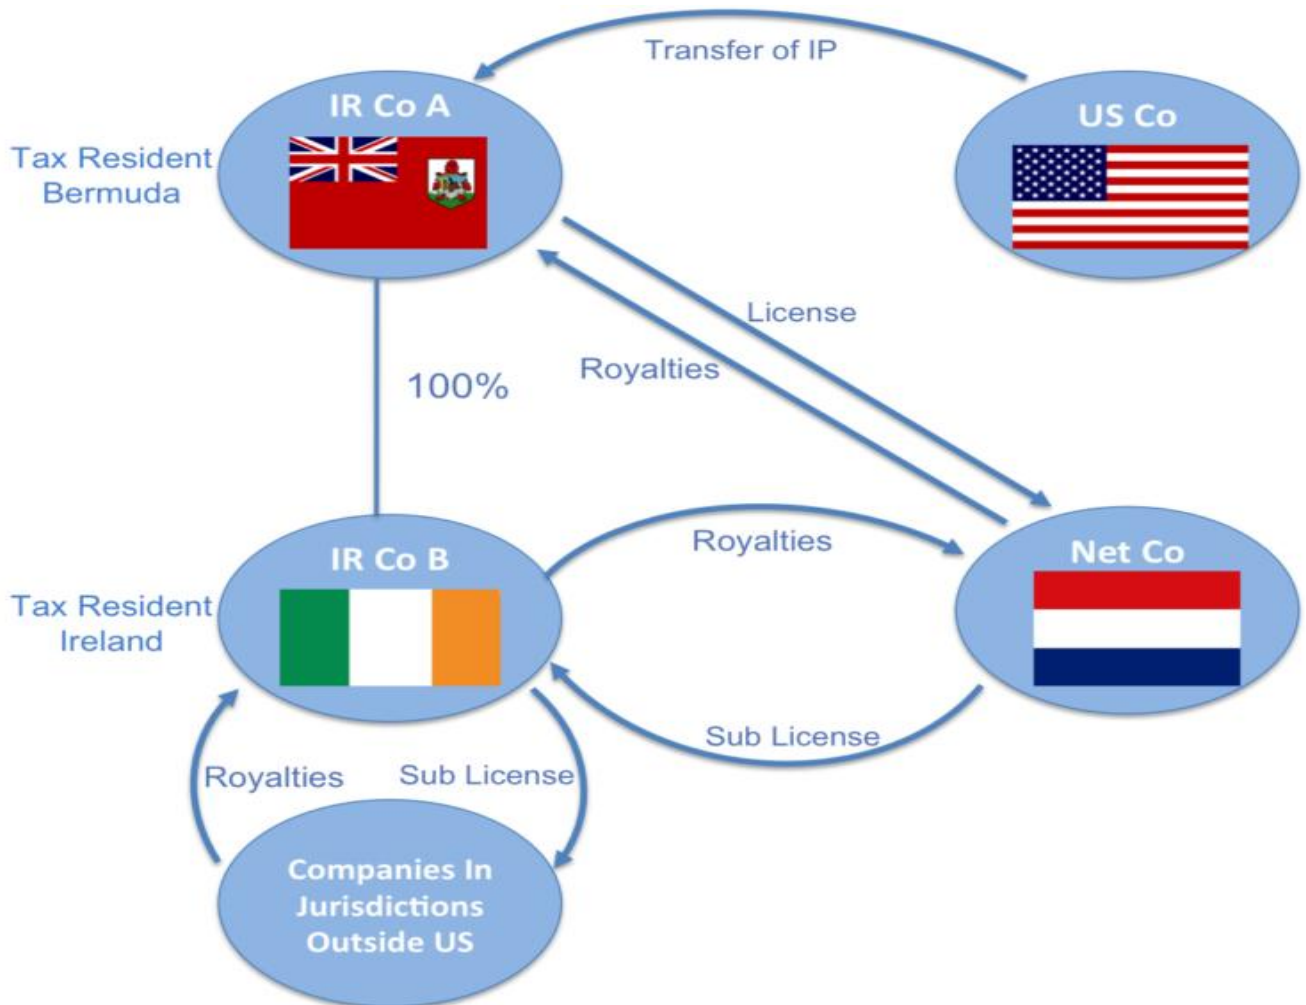 Transfer of IP
IR Co A
US Co
Tax Resident
Bermuda
License
Royalties
100%
IR Co B
Royalties
Net Co
Tax Resident
Ireland
Sub License
Royalties
Sub License
Companies In
Jurisdictions
Outside US